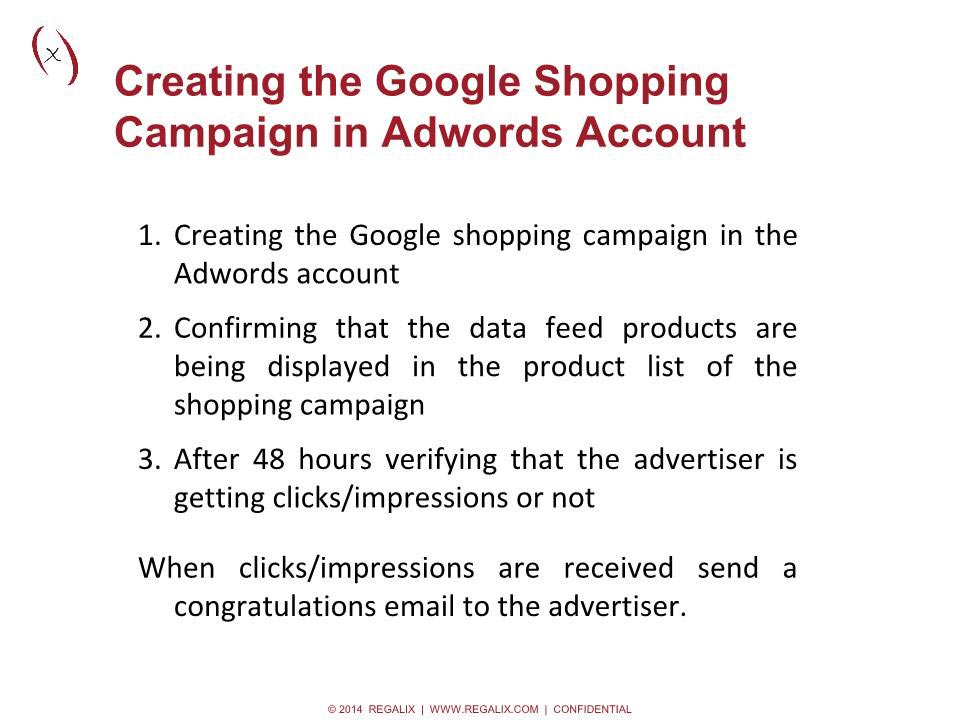 Creating the Google Shopping
Campaign in Adwords Account
1. Creating the Google shopping campaign in the
Adwords account
2. Confirming that the data feed products are
being displayed in the product list of the
shopping campaign
3. After 48 hours verifying that the advertiser is
getting clicks/impressions or not
When clicks/impressions are received send a
congratulations email to the advertiser.
© 2014 REGALIX | WWW.REGALIX.COM | CONFIDENTIAL